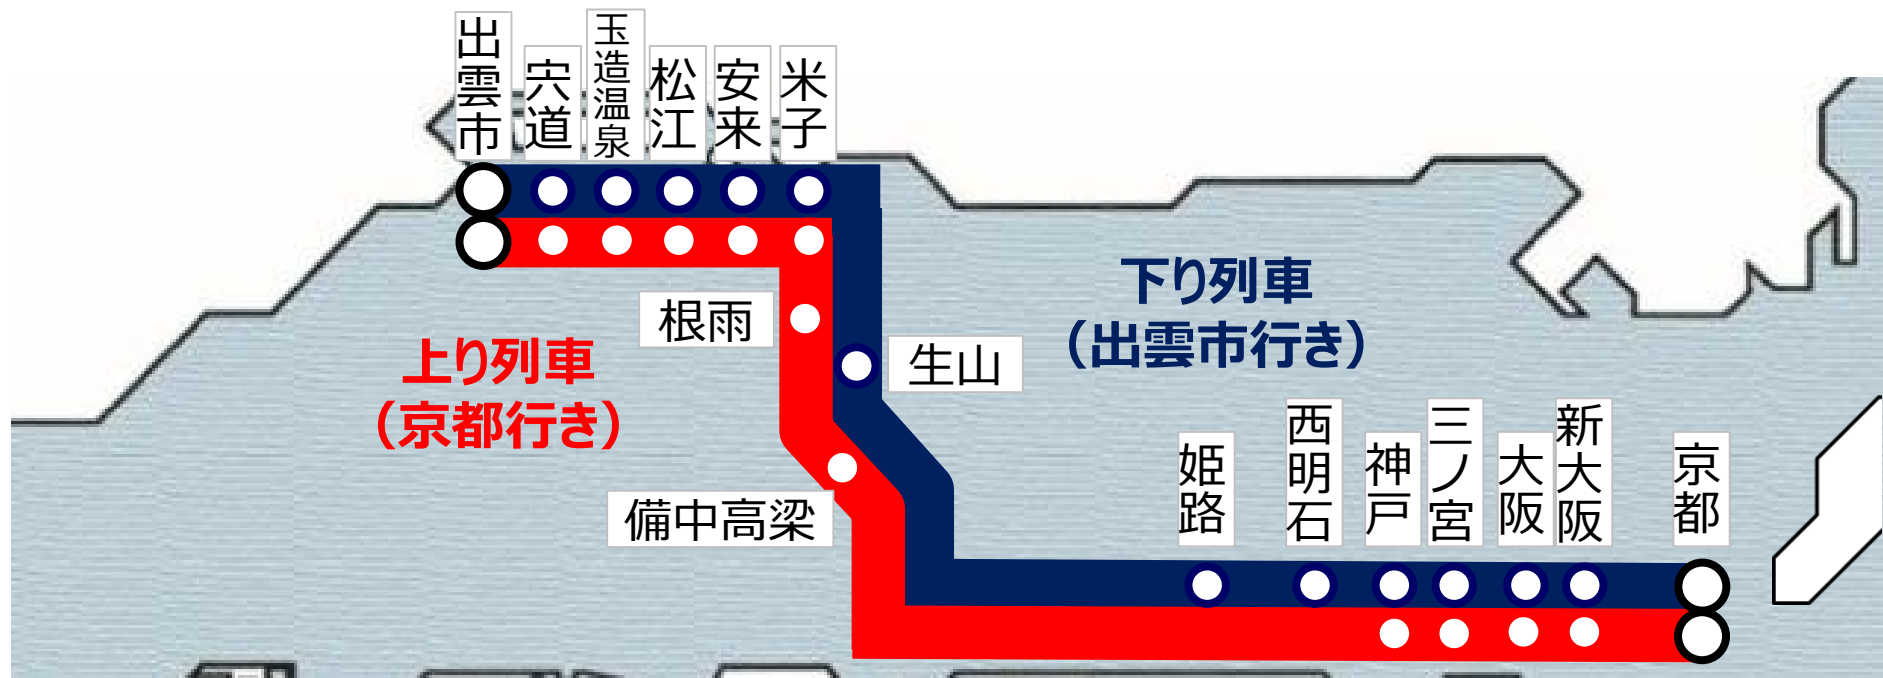 出雲市
宍道
玉造温泉
松江
安来
米子
根雨
生山
下り列車
（出雲市行き）
上り列車
（京都行き）
備中高梁
姫路
西明石
神戸
三ノ宮
大阪
新大阪
京都